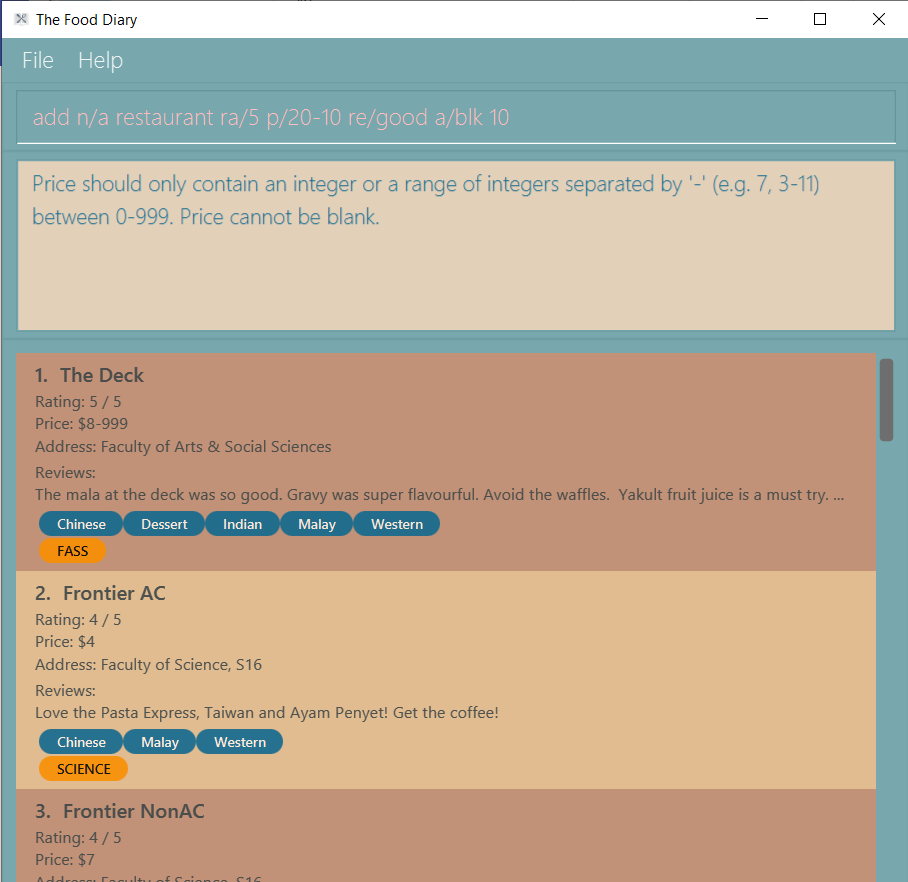 The Food Diary
File Help
add n/a restaurant ra/5 p/20-10 re/good a/blk 10
Price should only contain an integer or a range of integers separated by '-' (e.g. 7, 3-11)
between 0-999. Price cannot be blank.
1. The Deck
Rating: 5 / 5
Price: $8-999
Address: Faculty of Arts & Social Sciences
Reviews:
The mala at the deck was so good. Gravy was super flavourful. Avoid the waffles. Yakult fruit juice is a must try. ...
Chinese Dessert Indian Malay Western
FASS
2. Frontier AC
Rating: 4 / 5
Price: $4
Address: Faculty of Science, S16
Reviews:
Love the Pasta Express, Taiwan and Ayam Penyet! Get the coffee!
Chinese Malay Western
SCIENCE
3. Frontier NonAC
Rating: 4 / 5
Price: $7
Address: Faculty of Science, S16